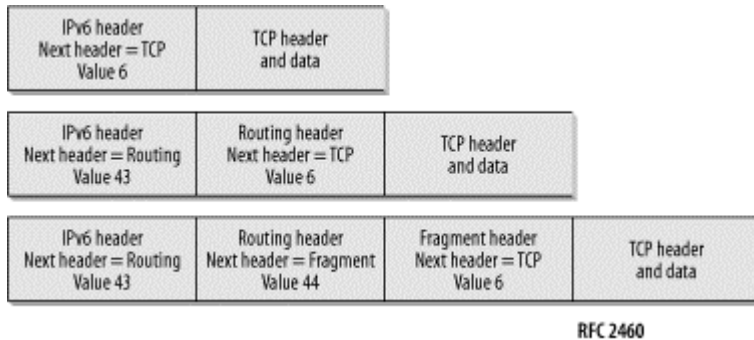 IPv6 header
Next header = TCP
Value 6
TCP header
and data
IPv6 header
Next header = Routing
Value 43
Routing header
Next header = TCP
Value 6
TCP header
and data
IPv6 header
Next header = Routing
Value 43
Routing header
Next header = Fragment
Value 44
Fragment header
Next header = TCP
Value 6
TCP header
and data
RFC 2460